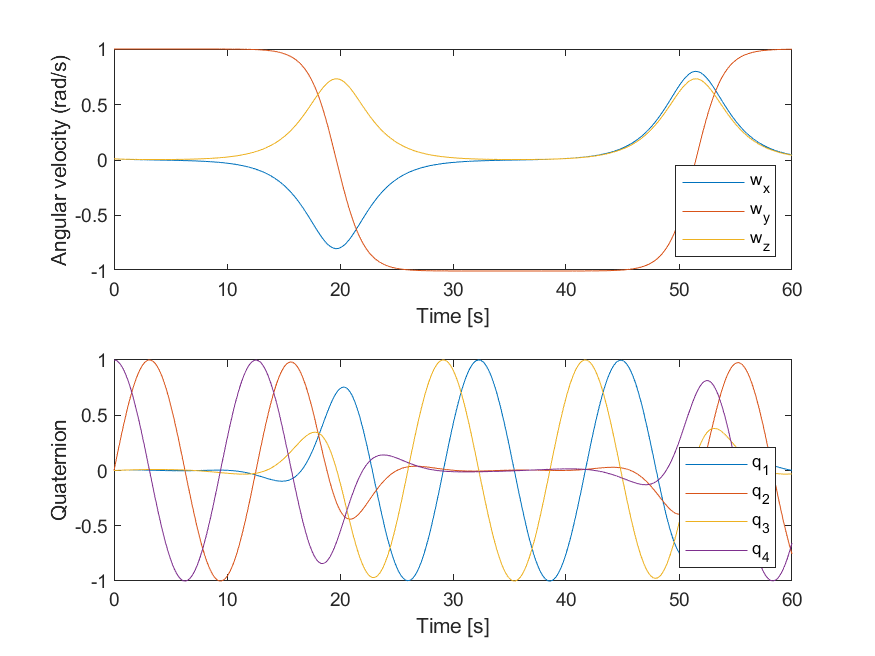 Angular velocity (rad/s)
1
0.5
0
-0.5
-1
0 10 20 30 40 50 60
Time [s]
w_x
w_y
w_z
Quaternion
1
0.5
0
-0.5
-1
0 10 20 30 40 50 60
Time [s]
q_1
q_2
q_3
q_4